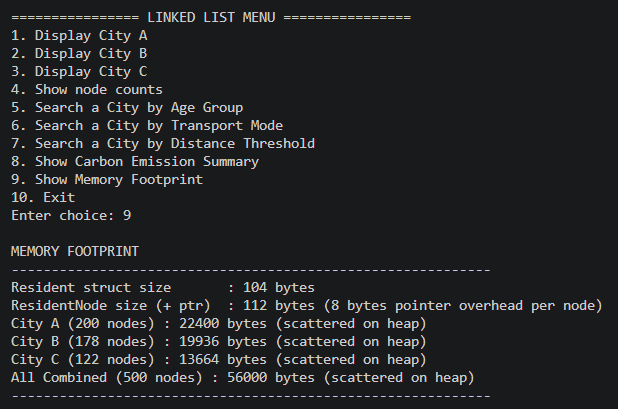 ================ LINKED LIST MENU ================
1. Display City A
2. Display City B
3. Display City C
4. Show node counts
5. Search a City by Age Group
6. Search a City by Transport Mode
7. Search a City by Distance Threshold
8. Show Carbon Emission Summary
9. Show Memory Footprint
10. Exit
Enter choice: 9

MEMORY FOOTPRINT
------------------------------------------------------------
Resident struct size       : 104 bytes
ResidentNode size (+ ptr)  : 112 bytes (8 bytes pointer overhead per node)
City A (200 nodes) : 22400 bytes (scattered on heap)
City B (178 nodes) : 19936 bytes (scattered on heap)
City C (122 nodes) : 13664 bytes (scattered on heap)
All Combined (500 nodes) : 56000 bytes (scattered on heap)
------------------------------------------------------------